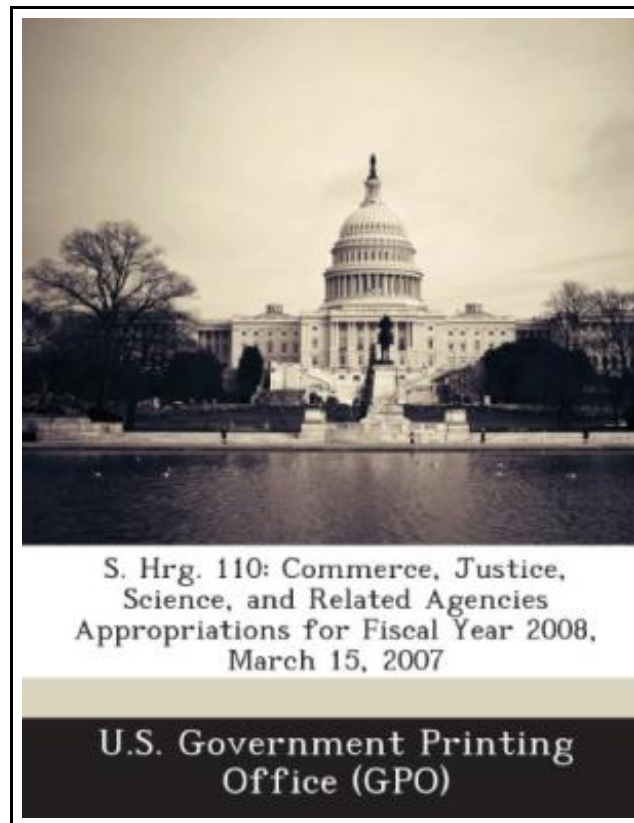 S. Hrg. 110: Commerce, Justice,
Science, and Related Agencies
Appropriations for Fiscal Year 2008,
March 15, 2007
U.S. Government Printing
Office (GPO)